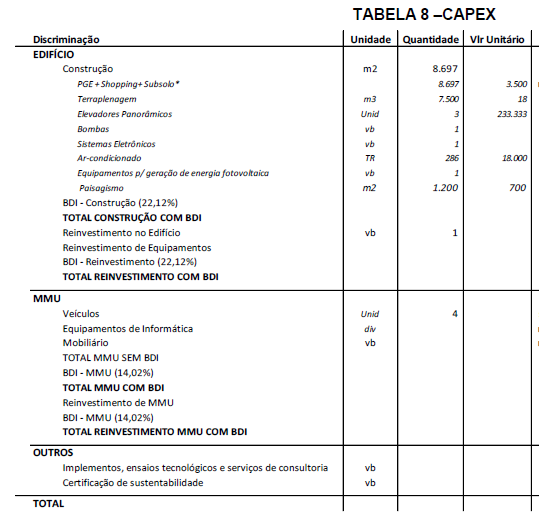 TABELA 8 –CAPEX
Discriminação Unidade Quantidade Vlr Unitário
EDIFÍCIO
Construção m2 8.697
PGE + Shopping+ Subsolo* 8.697 3.500
Terraplenagem m3 7.500 18
Elevadores Panorâmicos Unid 3 233.333
Bombas vb 1
Sistemas Eletrônicos vb 1
Ar-condicionado TR 286 18.000
Equipamentos p/ geração de energia fotovoltaica vb 1
Paisagismo m2 1.200 700
BDI - Construção (22,12%)
TOTAL CONSTRUÇÃO COM BDI
Reinvestimento no Edifício vb 1
Reinvestimento de Equipamentos
BDI - Reinvestimento (22,12%)
TOTAL REINVESTIMENTO COM BDI
MMU
Veículos Unid 4
Equipamentos de Informática div
Mobiliário vb
TOTAL MMU SEM BDI
BDI - MMU (14,02%)
TOTAL MMU COM BDI
Reinvestimento de MMU
BDI - MMU (14,02%)
TOTAL REINVESTIMENTO MMU COM BDI
OUTROS
Implementos, ensaios tecnológicos e serviços de consultoria vb
Certificação de sustentabilidade vb
TOTAL